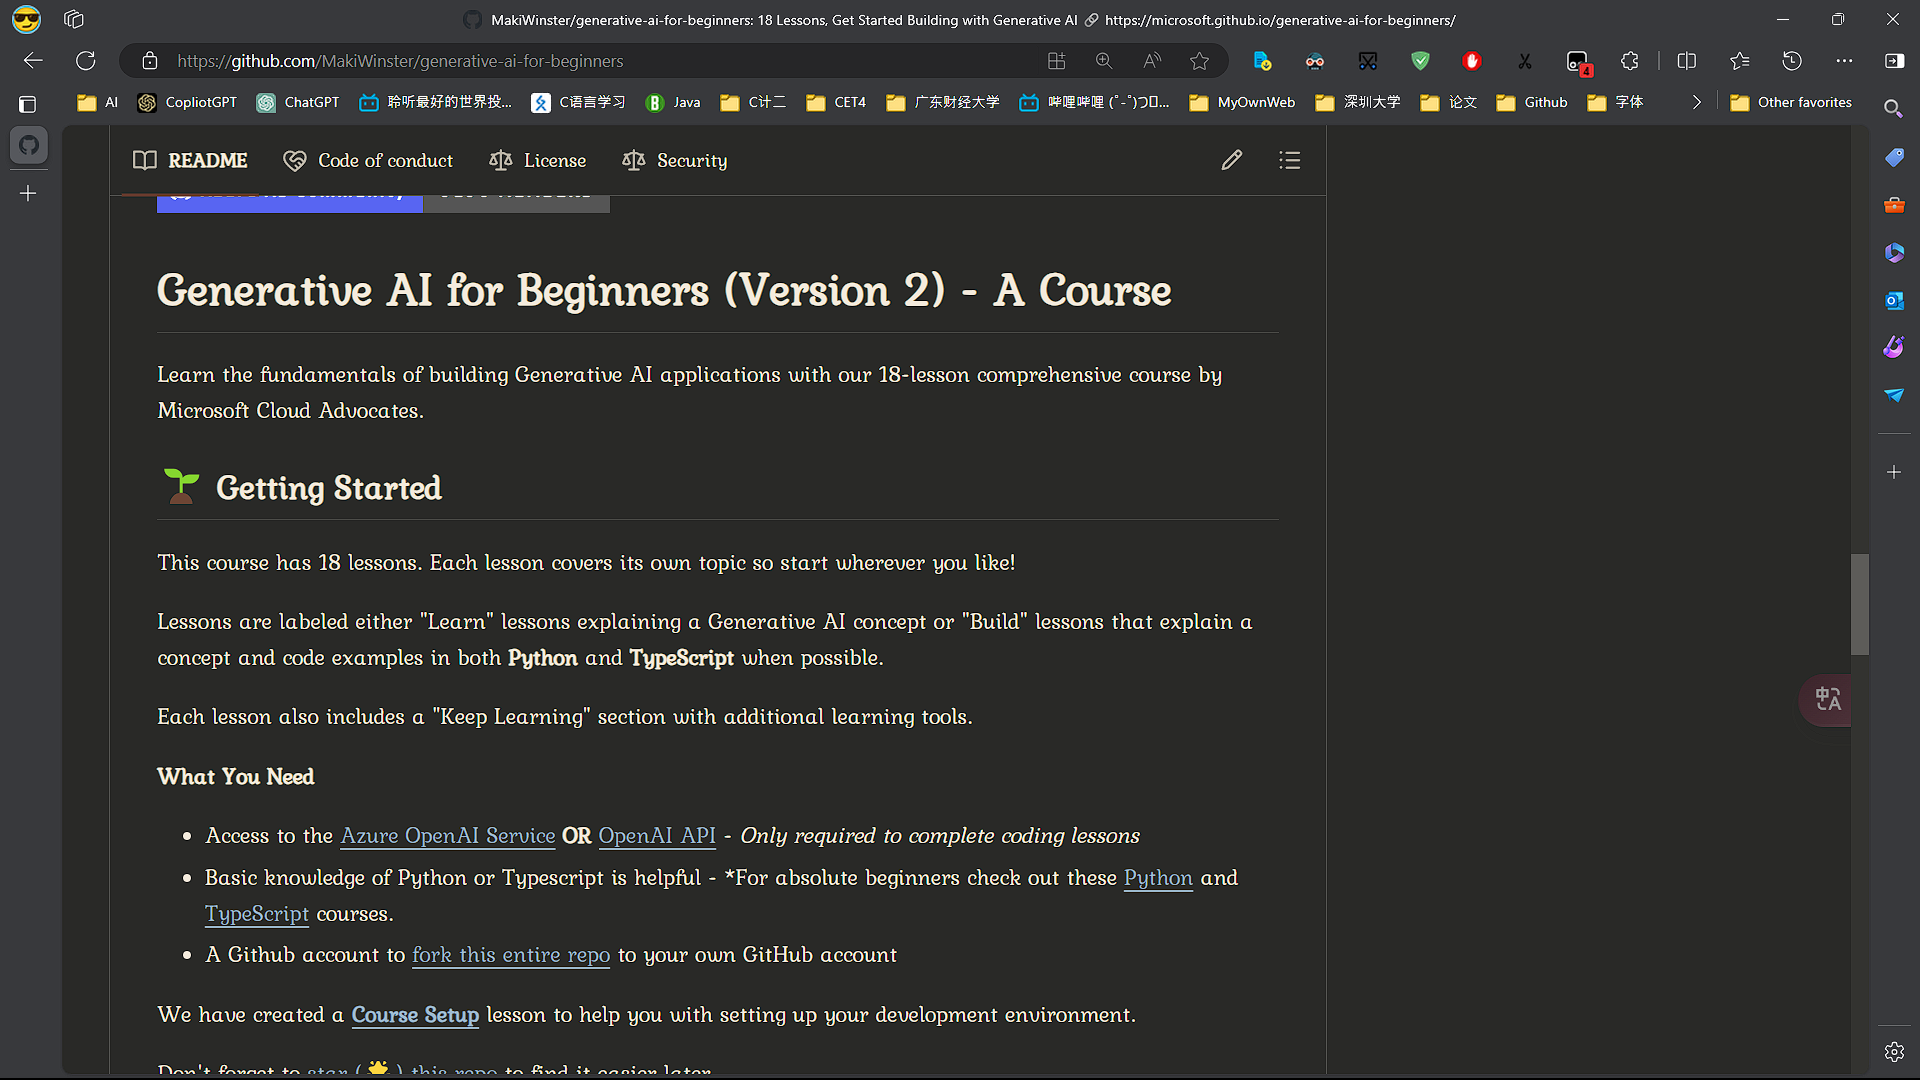 MakiWinster/generative-ai-for-beginners: 18 Lessons, Get Started Building with Generative AI 🔗 https://microsoft.github.io/generative-ai-for-beginners/
https://github.com/MakiWinster/generative-ai-for-beginners
4
AI CopliotGPT ChatGPT 聆听最好的世界投... C语言学习 Java C计二 CET4 广东财经大学 哔哩哔哩 (゜-゜)つロ... MyOwnWeb 深圳大学 论文 Github 字体 Other favorites
README Code of conduct License Security
Generative AI for Beginners (Version 2) - A Course
Learn the fundamentals of building Generative AI applications with our 18-lesson comprehensive course by
Microsoft Cloud Advocates.
🌱 Getting Started
This course has 18 lessons. Each lesson covers its own topic so start wherever you like!
Lessons are labeled either "Learn" lessons explaining a Generative AI concept or "Build" lessons that explain a
concept and code examples in both Python and TypeScript when possible.
Each lesson also includes a "Keep Learning" section with additional learning tools.
What You Need
• Access to the Azure OpenAI Service OR OpenAI API - Only required to complete coding lessons
• Basic knowledge of Python or Typescript is helpful - *For absolute beginners check out these Python and
TypeScript courses.
• A Github account to fork this entire repo to your own GitHub account
We have created a Course Setup lesson to help you with setting up your development environment.
Don't forget to star (🌟) this repo to find it easier later.